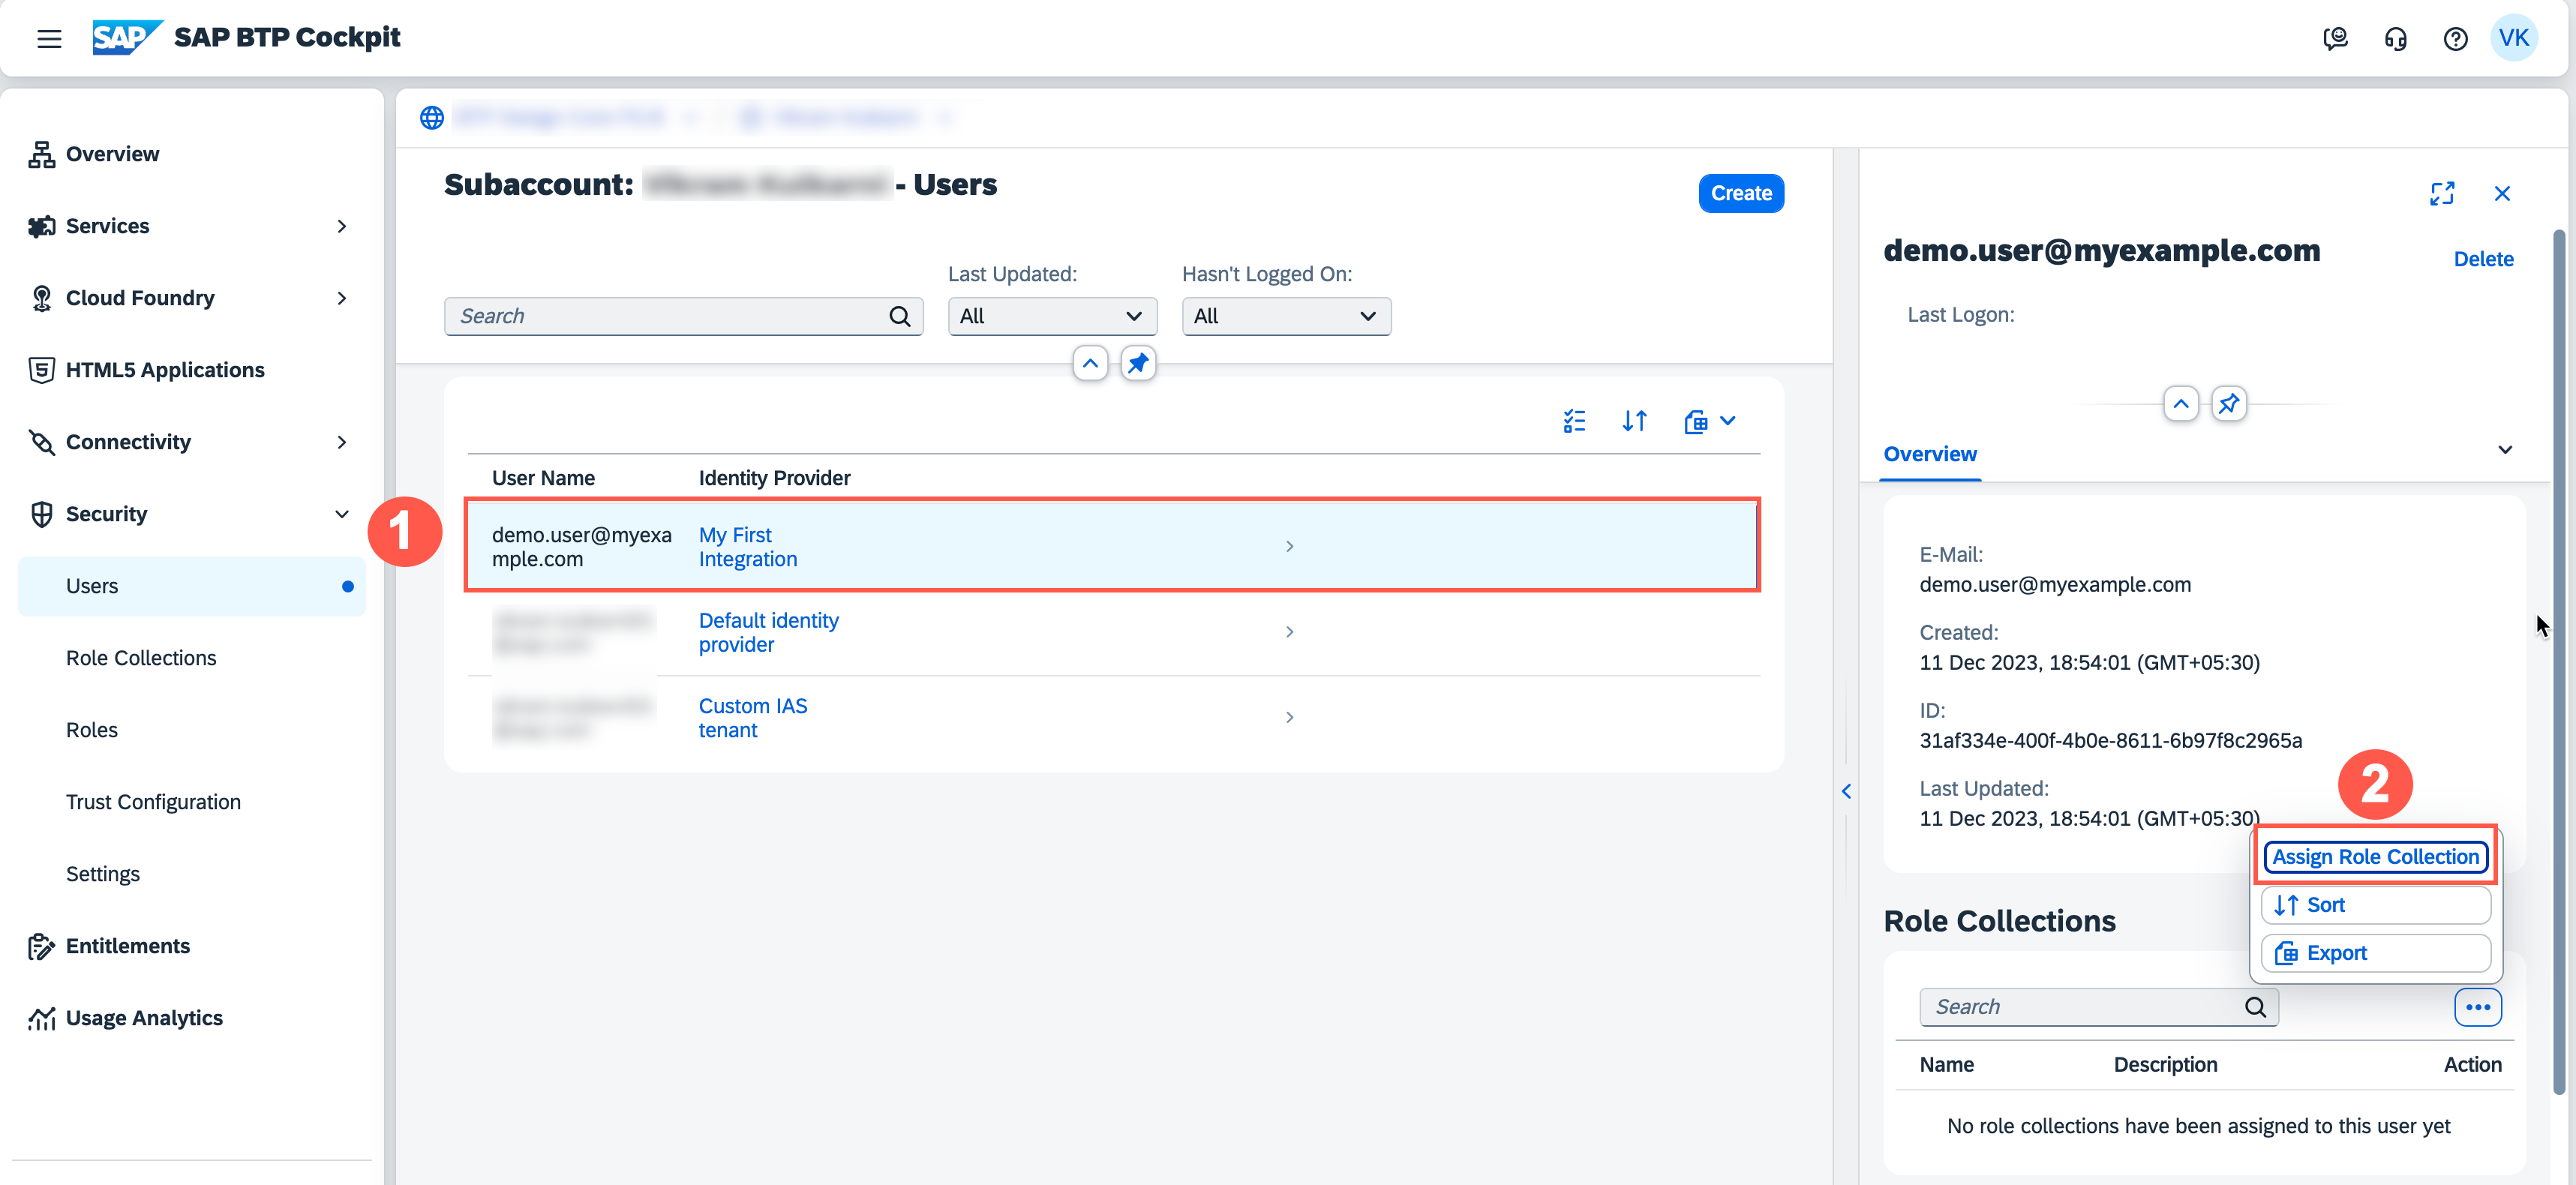 SAP SAP BTP Cockpit
VK
Overview
Services
Cloud Foundry
5 HTML5 Applications
Connectivity
Security
Users
Role Collections
Roles
Trust Configuration
Settings
Entitlements
Usage Analytics
Subaccount: - Users
Create
Last Updated:
Hasn't Logged On:
Search
All
All
User Name
Identity Provider
1
demo.user@myexa
mple.com
My First
Integration
Default identity
provider
Custom IAS
tenant
demo.user@myexample.com
Delete
Last Logon:
Overview
E-Mail:
demo.user@myexample.com
Created:
11 Dec 2023, 18:54:01 (GMT+05:30)
ID:
31af334e-400f-4b0e-8611-6b97f8c2965a
Last Updated:
11 Dec 2023, 18:54:01 (GMT+05:30)
2
Assign Role Collection
Sort
Export
Role Collections
Search
Name
Description
Action
No role collections have been assigned to this user yet